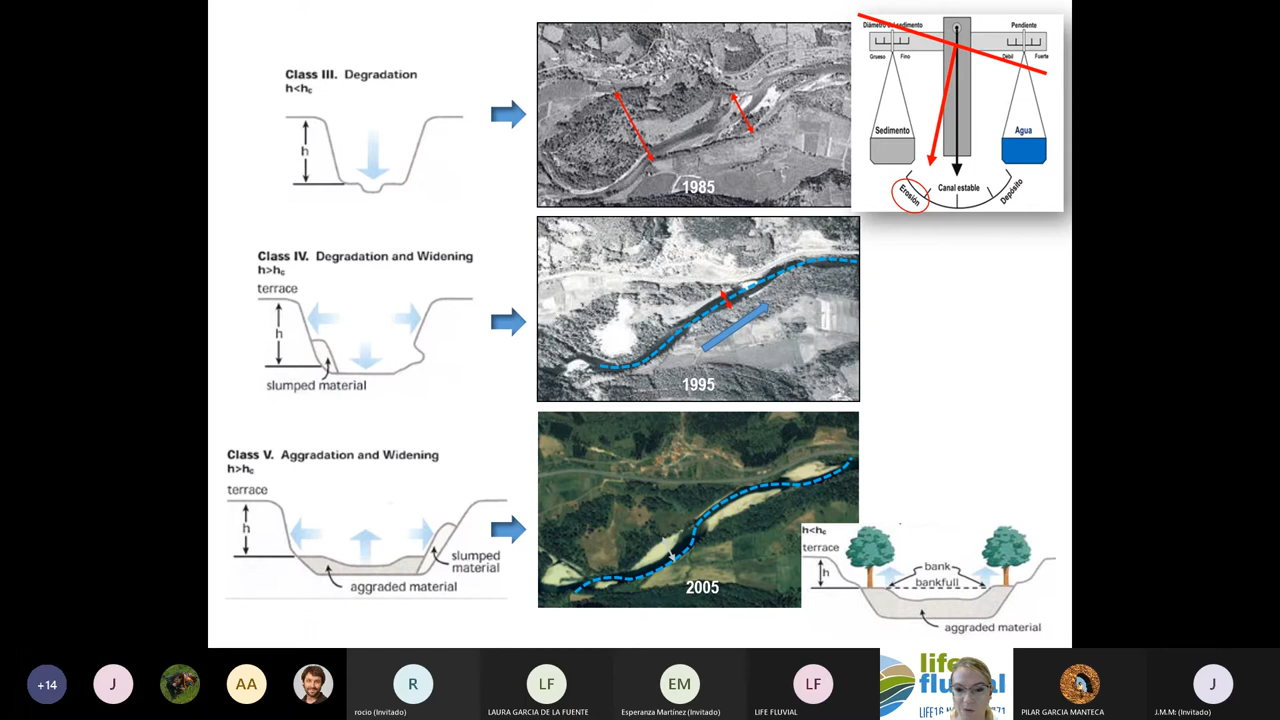 Class III. Degradation
h<hc
h
1985
Diámetro del sedimento
Pendiente
Grueso
Fino
Débil
Fuerte
Sedimento
Agua
Erosión
Canal estable
Depósito
Class IV. Degradation and Widening
h>hc
terrace
h
slumped material
1995
Class V. Aggradation and Widening
h>hc
terrace
h
slumped
material
aggraded material
2005
h<hc
terrace
h
bank
bankfull
aggraded material
+14
J
AA
R
rocio (Invitado)
LF
LAURA GARCIA DE LA FUENTE
EM
Esperanza Martínez (Invitado)
LF
LIFE FLUVIAL
life
LIFE16
PILAR GARCIA MANTECA
J
J.M.M: (Invitado)